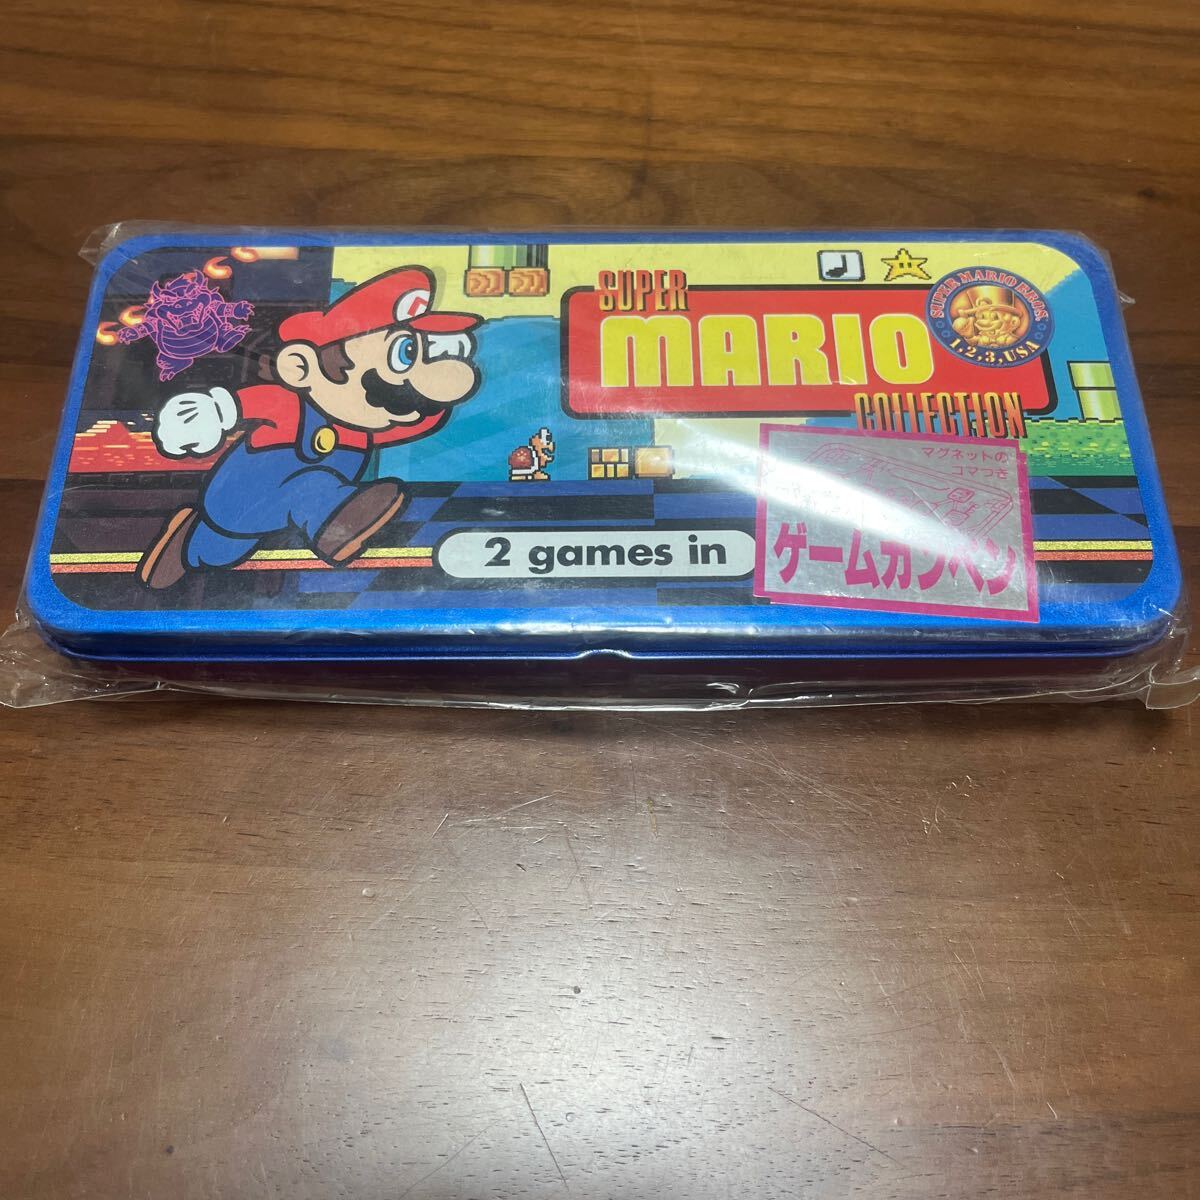 SUPER
MARIO
COLLECTION
SUPER MARIO BROS.
1,2,3,USA
M
マグネットの
コマつき
ゲームカンペン
2 games in